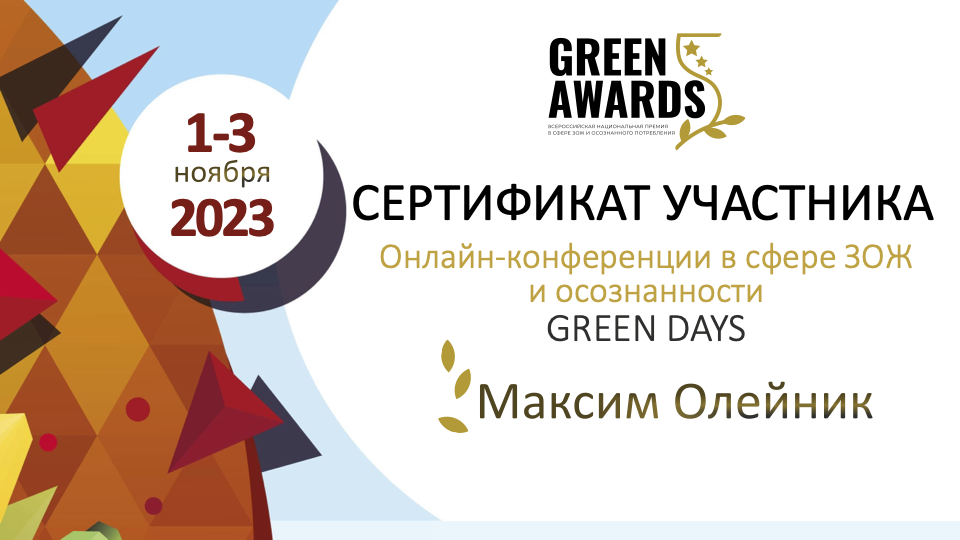 GREEN
AWARDS
ВСЕРОССИЙСКАЯ НАЦИОНАЛЬНАЯ ПРЕМИЯ
В СФЕРЕ ЗОЖ И ОСОЗНАННОГО ПОТРЕБЛЕНИЯ
1-3
ноября
2023
СЕРТИФИКАТ УЧАСТНИКА
Онлайн-конференции в сфере ЗОЖ
и осознанности
GREEN DAYS
Максим Олейник